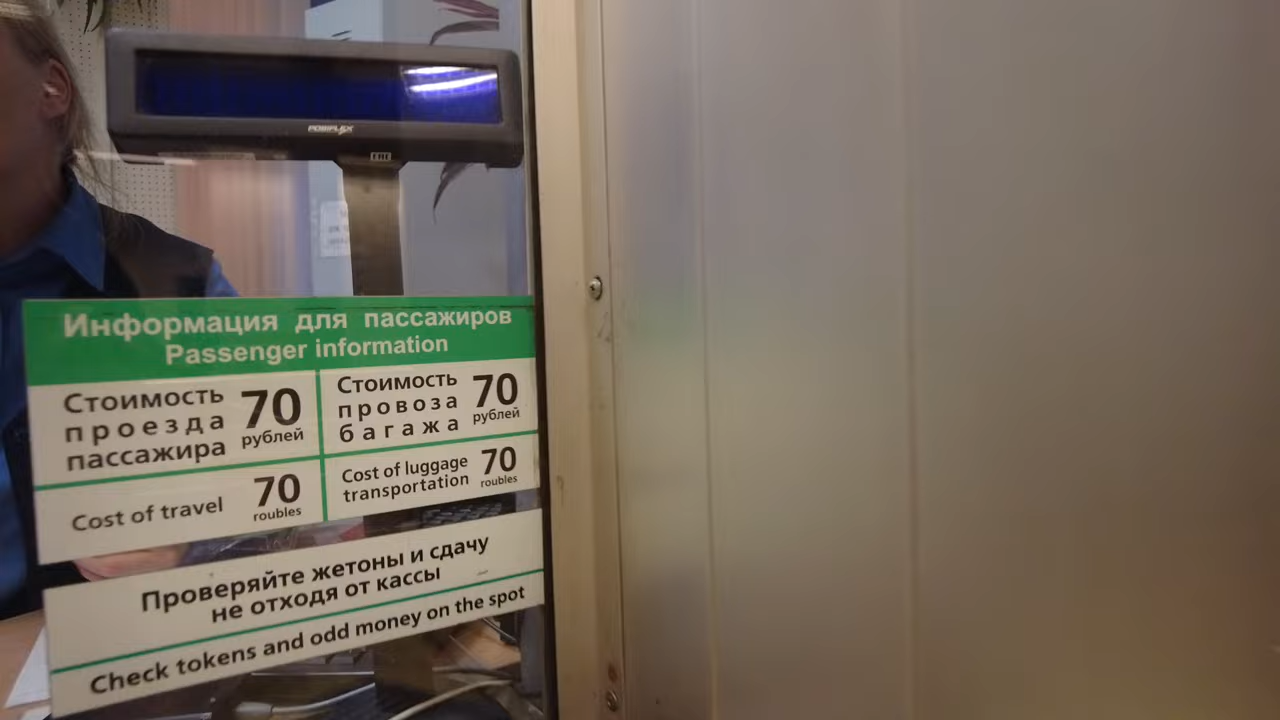 POSIFLEX
EAC
Информация для пассажиров
Passenger information
Стоимость
проезда
пассажира
70
рублей
Стоимость
провоза
багажа
70
рублей
Cost of travel
70
roubles
Cost of luggage
transportation
70
roubles
Проверяйте жетоны и сдачу
не отходя от кассы
Check tokens and odd money on the spot